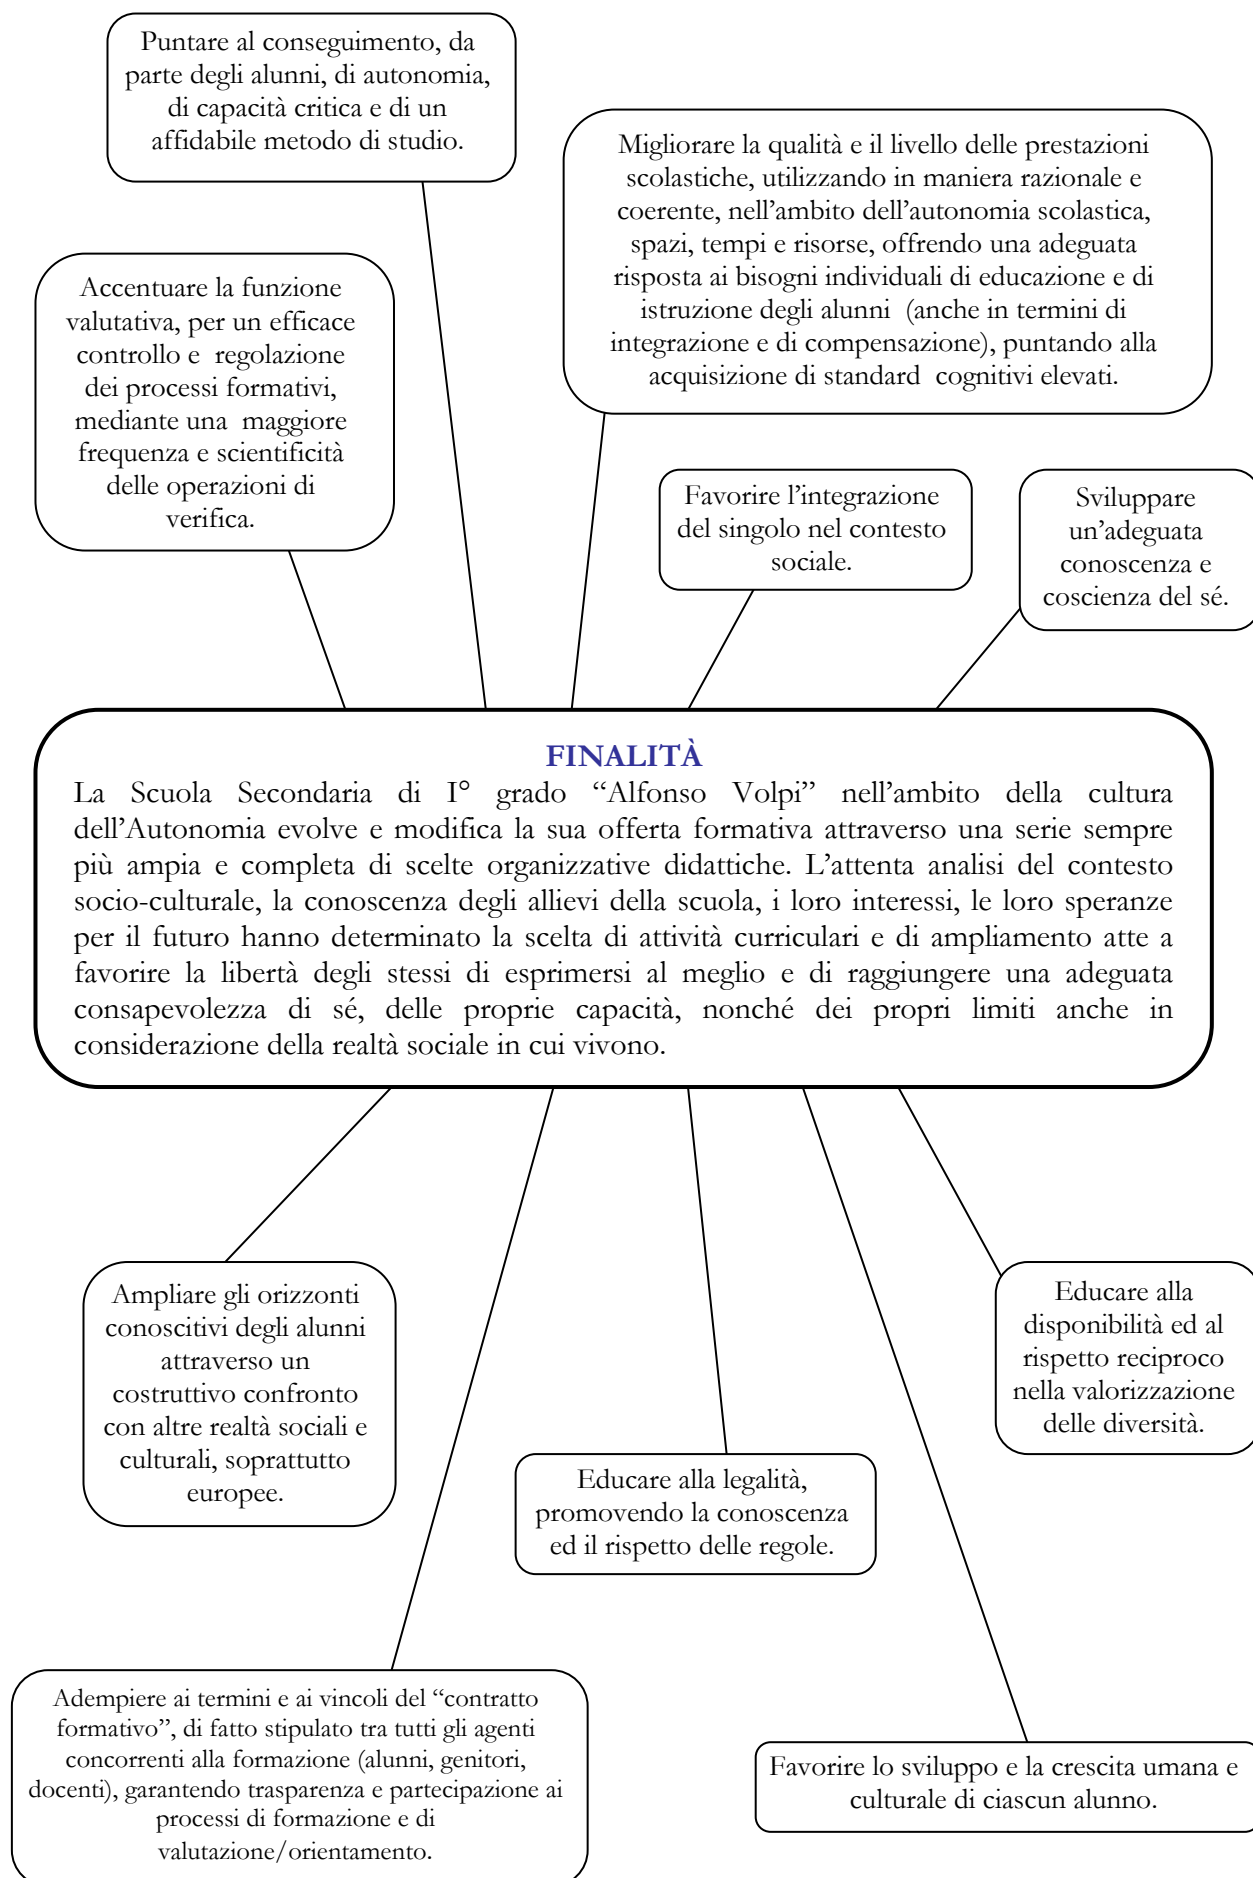 Puntare al conseguimento, da
parte degli alunni, di autonomia,
di capacità critica e di un
affidabile metodo di studio.
Migliorare la qualità e il livello delle prestazioni
scolastiche, utilizzando in maniera razionale e
coerente, nell’ambito dell’autonomia scolastica,
spazi, tempi e risorse, offrendo una adeguata
risposta ai bisogni individuali di educazione e di
istruzione degli alunni (anche in termini di
integrazione e di compensazione), puntando alla
acquisizione di standard cognitivi elevati.
Accentuare la funzione
valutativa, per un efficace
controllo e regolazione
dei processi formativi,
mediante una maggiore
frequenza e scientificità
delle operazioni di
verifica.
Favorire l’integrazione
del singolo nel contesto
sociale.
Sviluppare
un’adeguata
conoscenza e
coscienza del sé.
FINALITÀ
La Scuola Secondaria di I° grado “Alfonso Volpi” nell’ambito della cultura
dell’Autonomia evolve e modifica la sua offerta formativa attraverso una serie sempre
più ampia e completa di scelte organizzative didattiche. L’attenta analisi del contesto
socio-culturale, la conoscenza degli allievi della scuola, i loro interessi, le loro speranze
per il futuro hanno determinato la scelta di attività curriculari e di ampliamento atte a
favorire la libertà degli stessi di esprimersi al meglio e di raggiungere una adeguata
consapevolezza di sé, delle proprie capacità, nonché dei propri limiti anche in
considerazione della realtà sociale in cui vivono.
Ampliare gli orizzonti
conoscitivi degli alunni
attraverso un
costruttivo confronto
con altre realtà sociali e
culturali, soprattutto
europee.
Educare alla
disponibilità ed al
rispetto reciproco
nella valorizzazione
delle diversità.
Educare alla legalità,
promovendo la conoscenza
ed il rispetto delle regole.
Adempiere ai termini e ai vincoli del “contratto
formativo”, di fatto stipulato tra tutti gli agenti
concorrenti alla formazione (alunni, genitori,
docenti), garantendo trasparenza e partecipazione ai
processi di formazione e di
valutazione/orientamento.
Favorire lo sviluppo e la crescita umana e
culturale di ciascun alunno.